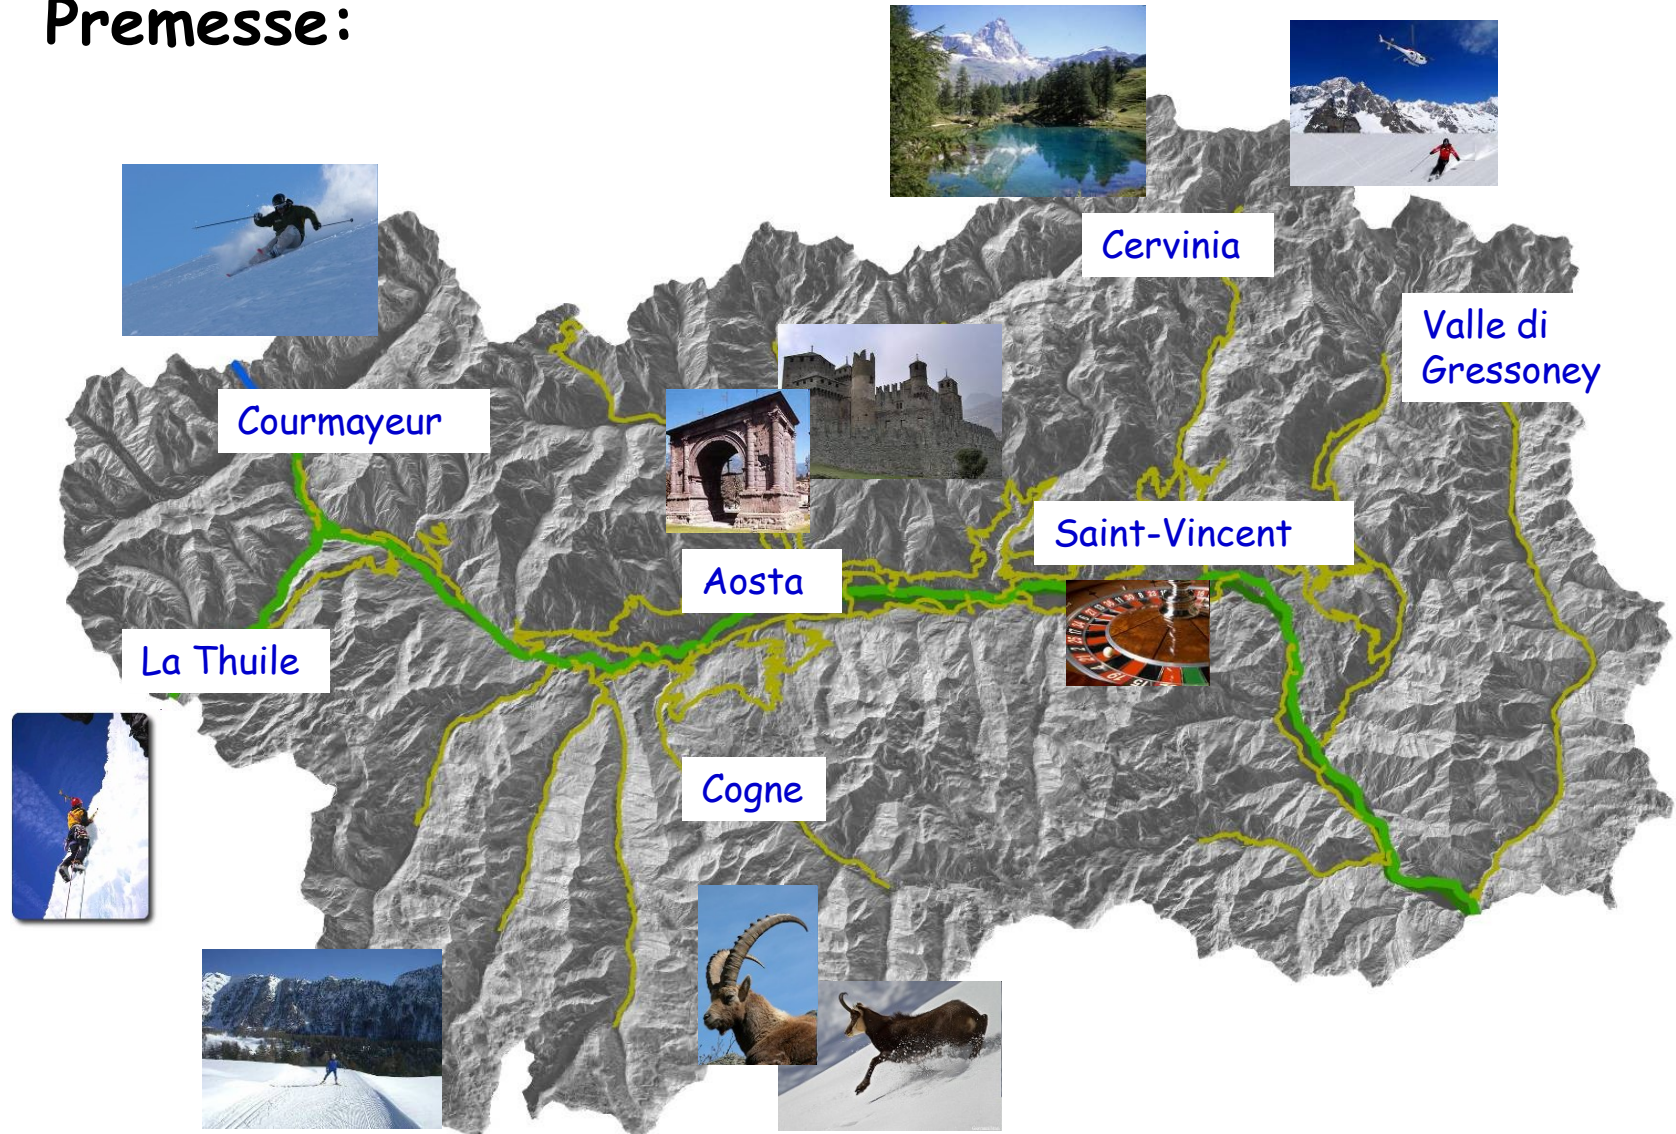 Premesse:
Cervinia
Valle di
Gressoney
Courmayeur
Saint-Vincent
Aosta
La Thuile
Cogne